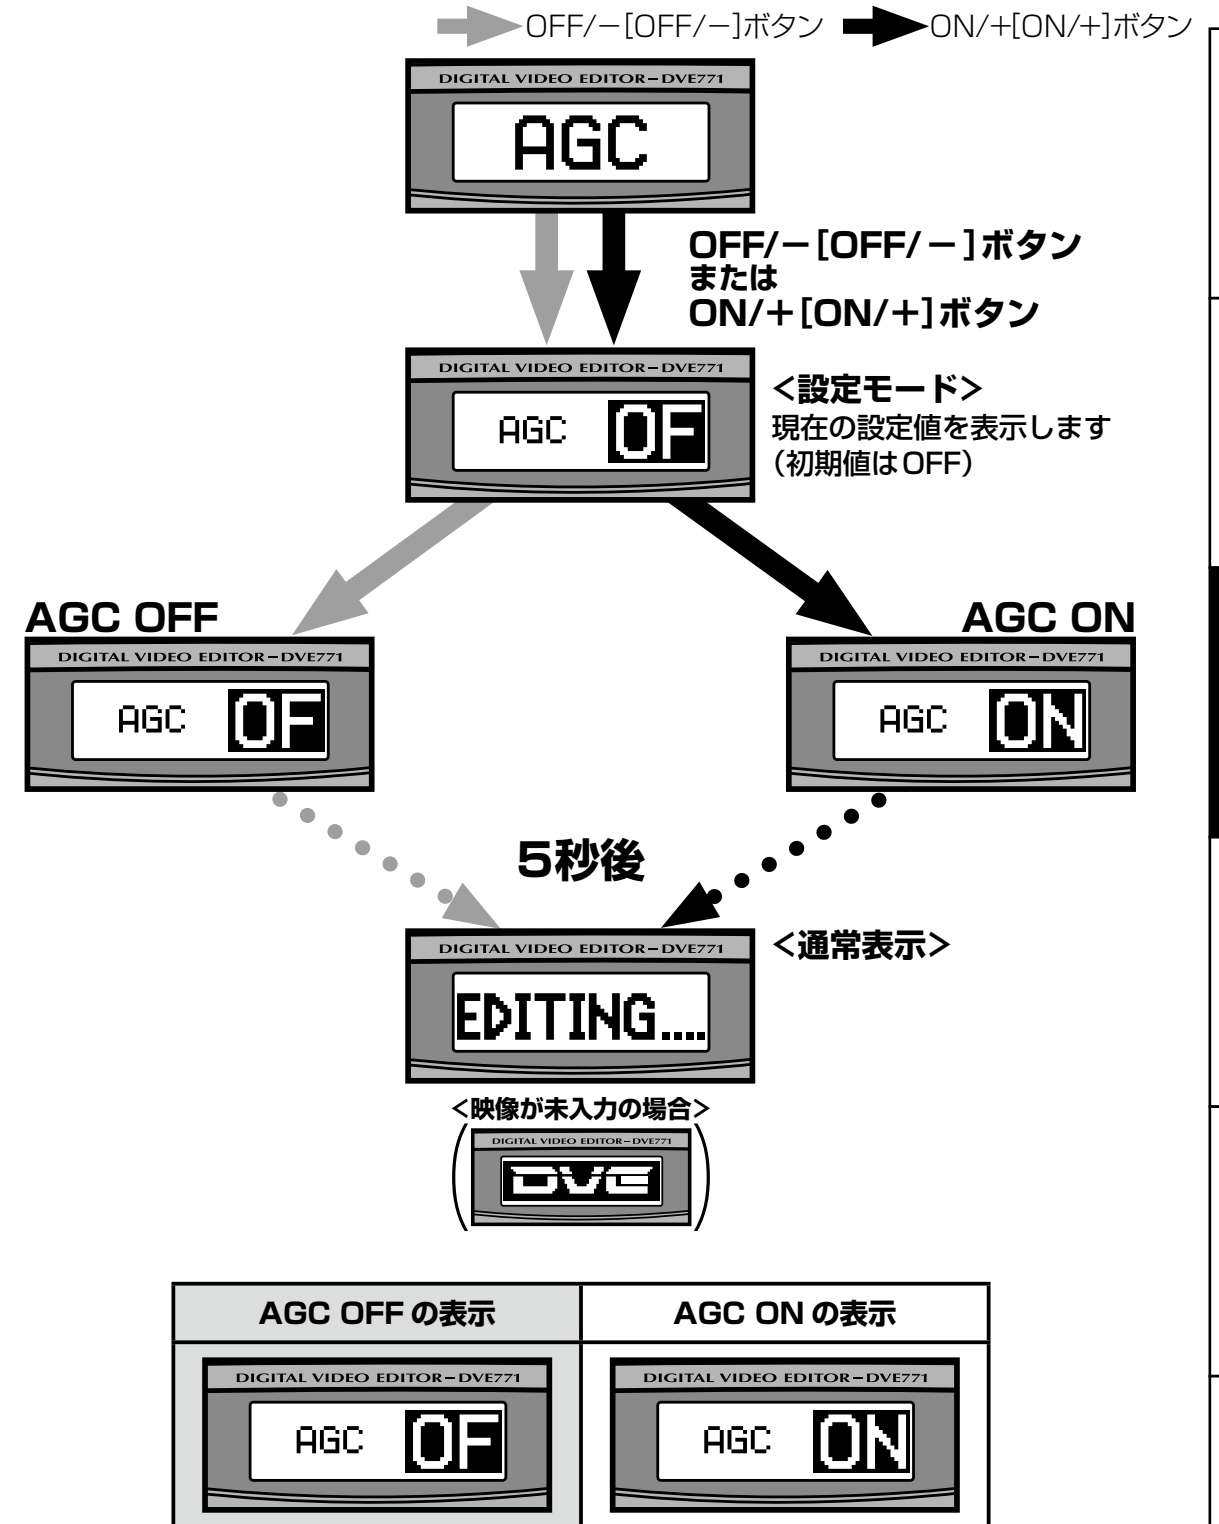 OFF/−[OFF/−]ボタン ON/+[ON/+]ボタン
DIGITAL VIDEO EDITOR−DVE771
AGC
OFF/−[OFF/−]ボタン
または
ON/+[ON/+]ボタン
DIGITAL VIDEO EDITOR−DVE771
AGC OF
<設定モード>
現在の設定値を表示します
(初期値はOFF)
AGC OFF
DIGITAL VIDEO EDITOR−DVE771
AGC OF
AGC ON
DIGITAL VIDEO EDITOR−DVE771
AGC ON
5秒後
DIGITAL VIDEO EDITOR−DVE771
EDITING....
<通常表示>
<映像が未入力の場合>
DIGITAL VIDEO EDITOR−DVE771
DVE
AGC OFF の表示
AGC ON の表示
DIGITAL VIDEO EDITOR−DVE771
AGC OF
DIGITAL VIDEO EDITOR−DVE771
AGC ON